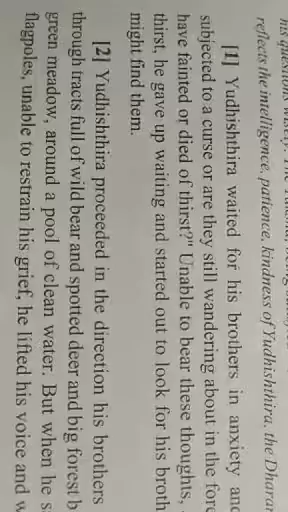 his questions
reflects the intelligence, patience, kindness of Yudhishthira, the
[1] Yudhishthira waited for his brothers in anxiety and
subjected to a curse or are they still wandering about in the
have fainted or died of thirst?" Unable to bear these thoughts,
thirst, he gave up waiting and started out to look for his
might find them.
[2] Yudhishthira proceeded in the direction his brothers
through tracts full of wild bear and spotted deer and big forest b
green meadow, around a pool of clean water. But when he s
flagpoles, unable to restrain his grief, he lifted his voice and w